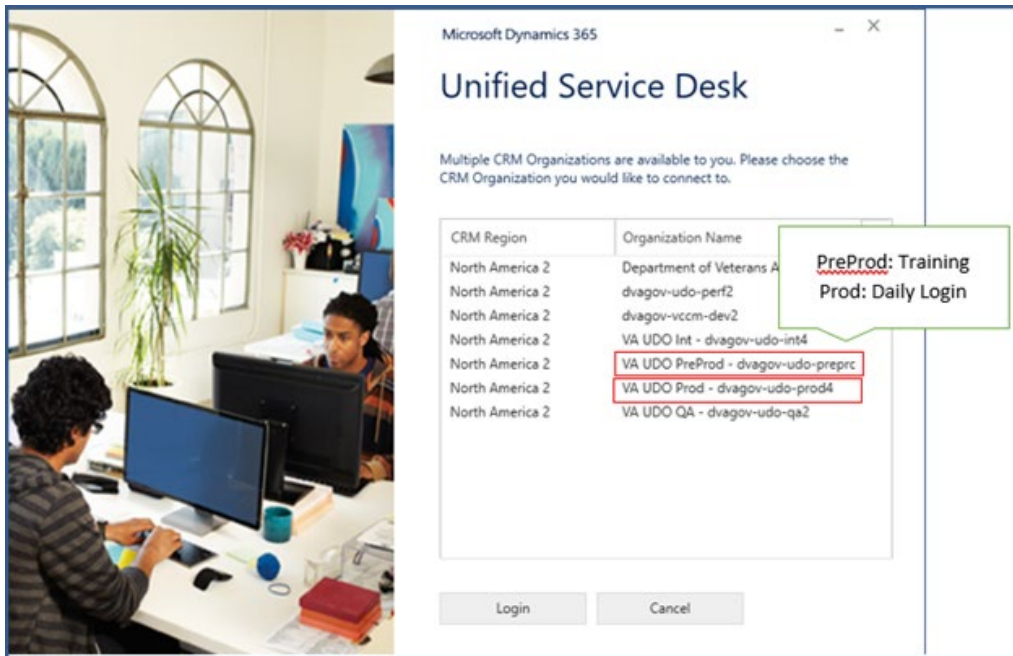 Microsoft Dynamics 365
Unified Service Desk
Multiple CRM Organizations are available to you. Please choose the
CRM Organization you would like to connect to.
CRM Region Organization Name
North America 2 Department of Veterans A
North America 2 dvagov-udo-perf2
North America 2 dvagov-vccm-dev2
North America 2 VA UDO Int - dvagov-udo-int4
North America 2 VA UDO PreProd - dvagov-udo-preprc
North America 2 VA UDO Prod - dvagov-udo-prod4
North America 2 VA UDO QA - dvagov-udo-qa2
PreProd: Training
Prod: Daily Login
Login Cancel